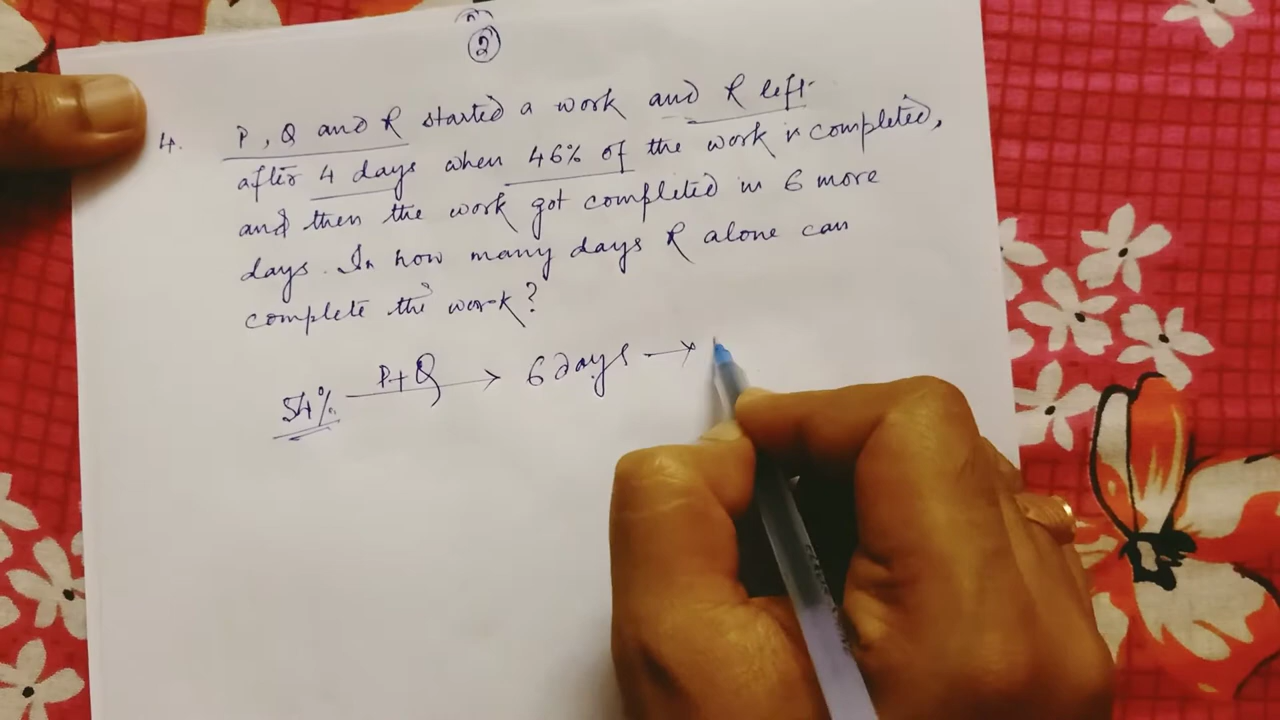 2
4. P, Q and R started a work and R left
after 4 days when 46% of the work is completed,
and then the work got completed in 6 more
days. In how many days R alone can
complete the work?
54% P+Q → 6 days →